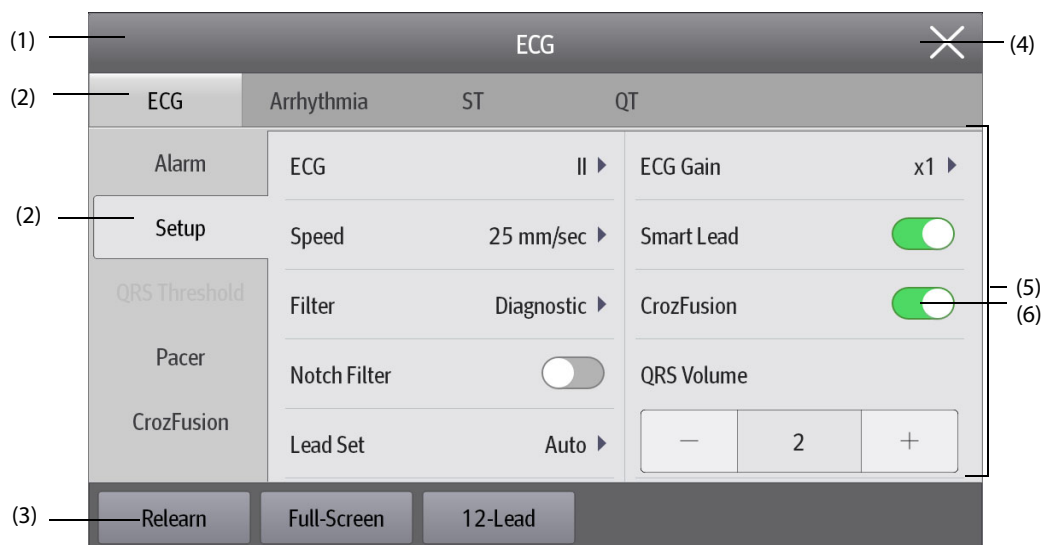 (1) ECG (4)
(2) ECG Arrhythmia ST QT
Alarm ECG II ECG Gain x1
(2) Setup Speed 25 mm/sec Smart Lead
QRS Threshold Filter Diagnostic CrozFusion (5)
(6)
Pacer Notch Filter QRS Volume
CrozFusion Lead Set Auto — 2 +
(3) Relearn Full-Screen 12-Lead